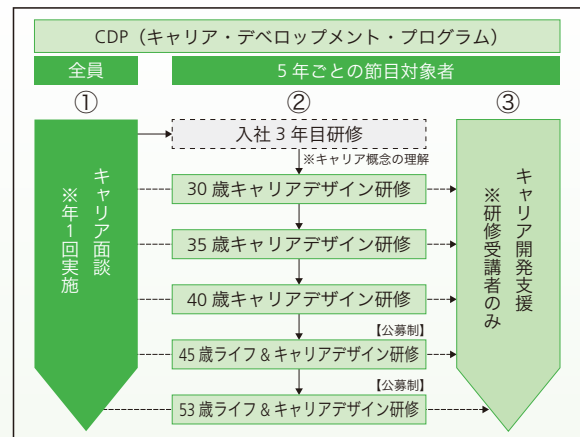 CDP（キャリア・デベロップメント・プログラム）
全員
5年ごとの節目対象者
①
②
③
キャリア面談
※年1回実施
入社3年目研修
※キャリア概念の理解
30歳キャリアデザイン研修
35歳キャリアデザイン研修
40歳キャリアデザイン研修
【公募制】
45歳ライフ＆キャリアデザイン研修
【公募制】
53歳ライフ＆キャリアデザイン研修
キャリア開発支援
※研修受講者のみ